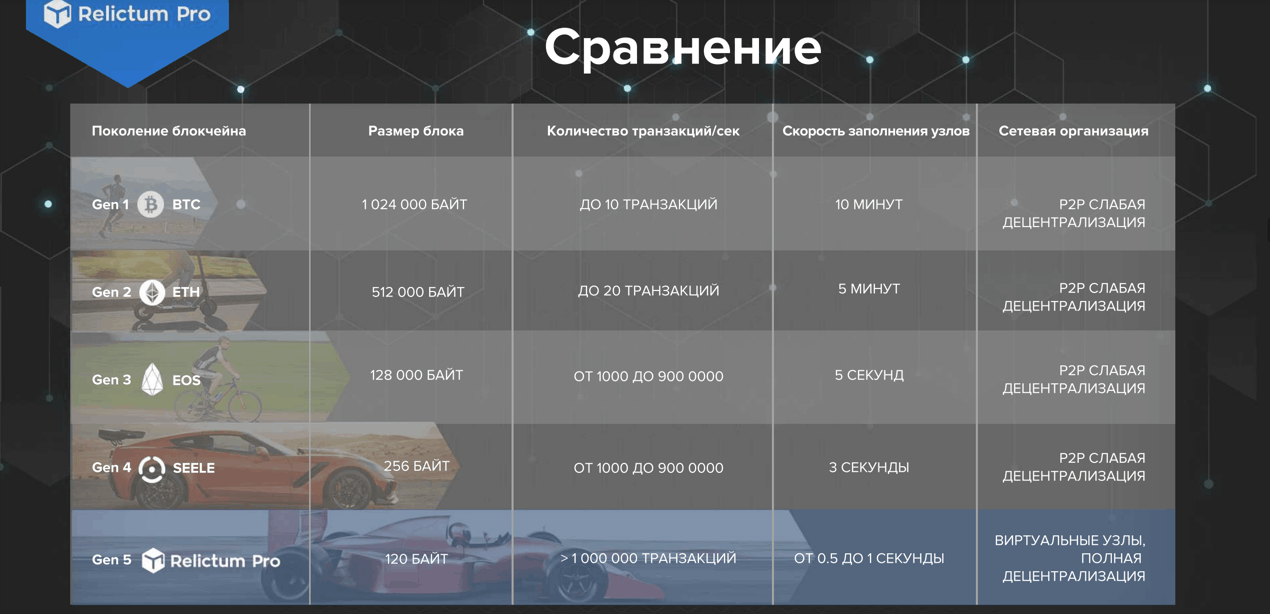 Relictum Pro
Сравнение
Поколение блокчейна
Размер блока
Количество транзакций/сек
Скорость заполнения узлов
Сетевая организация
Gen 1
BTC
1 024 000 БАЙТ
ДО 10 ТРАНЗАКЦИЙ
10 МИНУТ
P2P СЛАБАЯ
ДЕЦЕНТРАЛИЗАЦИЯ
Gen 2
ETH
512 000 БАЙТ
ДО 20 ТРАНЗАКЦИЙ
5 МИНУТ
P2P СЛАБАЯ
ДЕЦЕНТРАЛИЗАЦИЯ
Gen 3
EOS
128 000 БАЙТ
ОТ 1000 ДО 900 0000
5 СЕКУНД
P2P СЛАБАЯ
ДЕЦЕНТРАЛИЗАЦИЯ
Gen 4
SEELE
256 БАЙТ
ОТ 1000 ДО 900 0000
3 СЕКУНДЫ
P2P СЛАБАЯ
ДЕЦЕНТРАЛИЗАЦИЯ
Gen 5
Relictum Pro
120 БАЙТ
> 1 000 000 ТРАНЗАКЦИЙ
ОТ 0.5 ДО 1 СЕКУНДЫ
ВИРТУАЛЬНЫЕ УЗЛЫ,
ПОЛНАЯ
ДЕЦЕНТРАЛИЗАЦИЯ